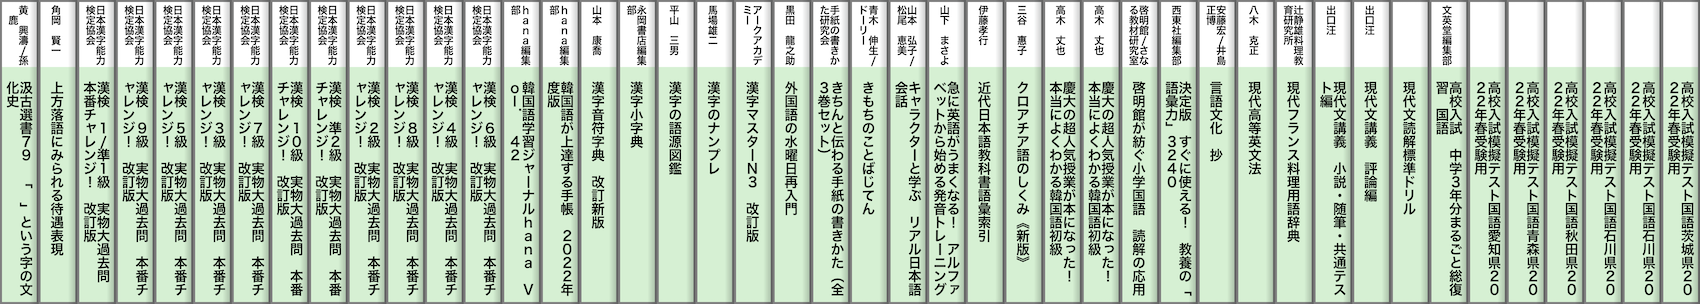 黄　興濤／孫
鹿
汲古選書７９　「　」という字の文
化史
角岡　賢一
上方落語にみられる待遇表現
日本漢字能力
検定協会
漢検　１／準１級　実物大過去問
本番チャレンジ！　改訂版
日本漢字能力
検定協会
漢検　９級　実物大過去問　本番チ
ャレンジ！　改訂版
日本漢字能力
検定協会
漢検　５級　実物大過去問　本番チ
ャレンジ！　改訂版
日本漢字能力
検定協会
漢検　３級　実物大過去問　本番チ
ャレンジ！　改訂版
日本漢字能力
検定協会
漢検　７級　実物大過去問　本番チ
ャレンジ！　改訂版
日本漢字能力
検定協会
漢検　１０級　実物大過去問　本番
チャレンジ！　改訂版
日本漢字能力
検定協会
漢検　準２級　実物大過去問　本番
チャレンジ！　改訂版
日本漢字能力
検定協会
漢検　２級　実物大過去問　本番チ
ャレンジ！　改訂版
日本漢字能力
検定協会
漢検　８級　実物大過去問　本番チ
ャレンジ！　改訂版
日本漢字能力
検定協会
漢検　４級　実物大過去問　本番チ
ャレンジ！　改訂版
日本漢字能力
検定協会
漢検　６級　実物大過去問　本番チ
ャレンジ！　改訂版
ｈａｎａ編集
部
韓国語学習ジャーナルｈａｎａ　Ｖ
ｏｌ．４２
ｈａｎａ編集
部
韓国語が上達する手帳　２０２２年
度版
山本　康喬
漢字音符字典　改訂新版
永岡書店編集
部
漢字小字典
平山　三男
漢字の語源図鑑
馬場雄二
漢字のナンプレ
アークアカデ
ミー
漢字マスターＮ３　改訂版
黒田　龍之助
外国語の水曜日再入門
手紙の書きか
た研究会
きちんと伝わる手紙の書きかた（全
３巻セット）
青木　伸生／
ドーリー
きもちのことばじてん
山本　弘子／
松尾　恵美
キャラクターと学ぶ　リアル日本語
会話
山下　まさよ
急に英語がうまくなる！　アルファ
ベットから始める発音トレーニング
伊藤孝行
近代日本語教科書語彙索引
三谷　惠子
クロアチア語のしくみ《新版》
高木　丈也
慶大の超人気授業が本になった！
本当によくわかる韓国語初級
高木　丈也
慶大の超人気授業が本になった！
本当によくわかる韓国語初級
啓明館／さな
る教材研究室
啓明館が紡ぐ小学国語　読解の応用
西東社編集部
決定版　すぐに使える！　教養の「
語彙力」３２４０
安藤宏／井島
正博
言語文化　抄
八木　克正
現代高等英文法
辻静雄料理教
育研究所
現代フランス料理用語辞典
出口汪
現代文講義　小説・随筆・共通テス
ト編
出口汪
現代文講義　評論編
現代文読解標準ドリル
文英堂編集部
高校入試　中学３年分まるごと総復
習　国語
高校入試模擬テスト国語愛知県２０
２２年春受験用
高校入試模擬テスト国語青森県２０
２２年春受験用
高校入試模擬テスト国語秋田県２０
２２年春受験用
高校入試模擬テスト国語石川県２０
２２年春受験用
高校入試模擬テスト国語石川県２０
２２年春受験用
高校入試模擬テスト国語茨城県２０
２２年春受験用